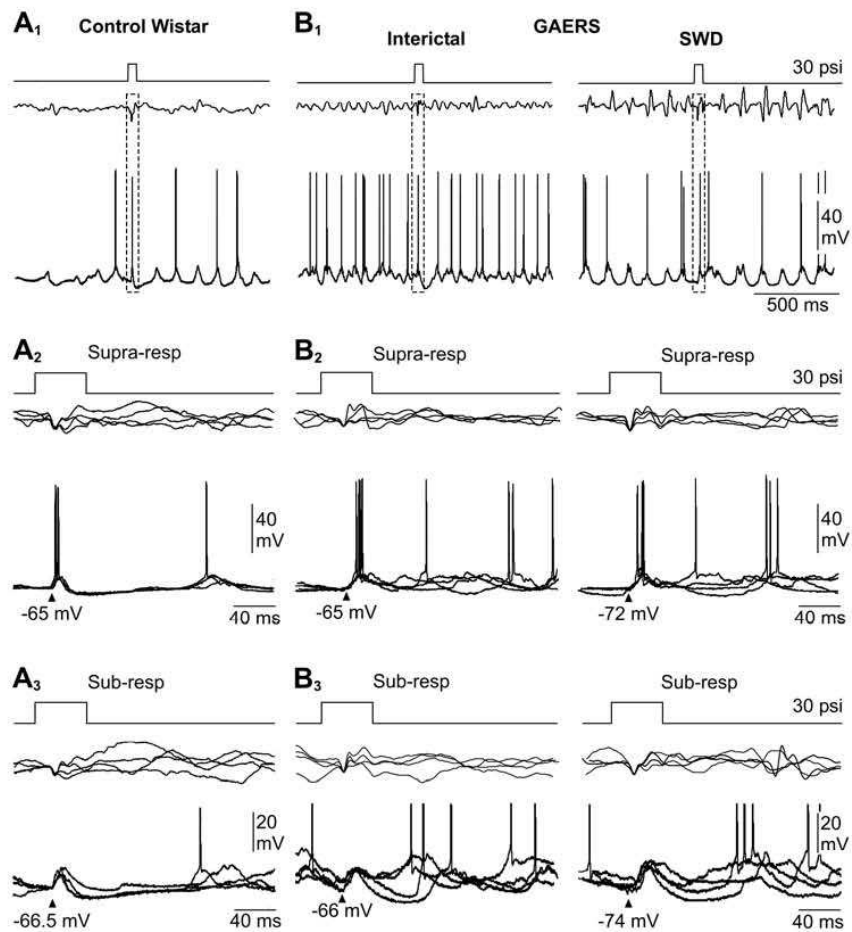 A₁ Control Wistar
B₁ Interictal GAERS SWD
30 psi
40 mV
500 ms
A₂ Supra-resp
B₂ Supra-resp Supra-resp
30 psi
40 mV
40 mV
40 mV
-65 mV
40 ms
-65 mV
-72 mV
40 ms
A₃ Sub-resp
B₃ Sub-resp Sub-resp
30 psi
20 mV
20 mV
-66.5 mV
40 ms
-66 mV
-74 mV
40 ms